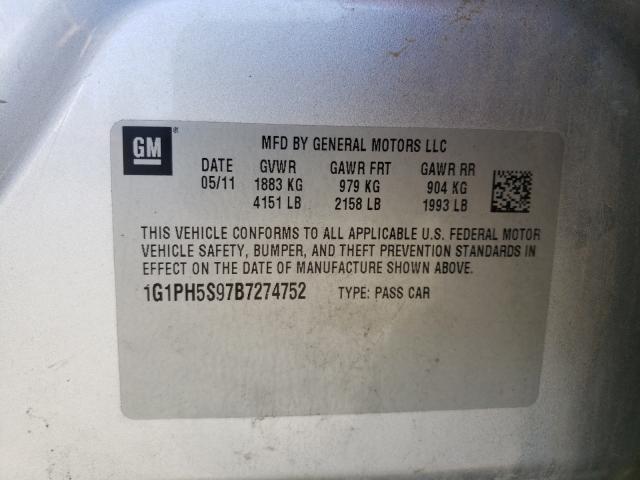 GM
MFD BY GENERAL MOTORS LLC
DATE GVWR GAWR FRT GAWR RR
05/11 1883 KG 979 KG 904 KG
4151 LB 2158 LB 1993 LB
THIS VEHICLE CONFORMS TO ALL APPLICABLE U.S. FEDERAL MOTOR
VEHICLE SAFETY, BUMPER, AND THEFT PREVENTION STANDARDS IN
EFFECT ON THE DATE OF MANUFACTURE SHOWN ABOVE.
1G1PH5S97B7274752 TYPE: PASS CAR